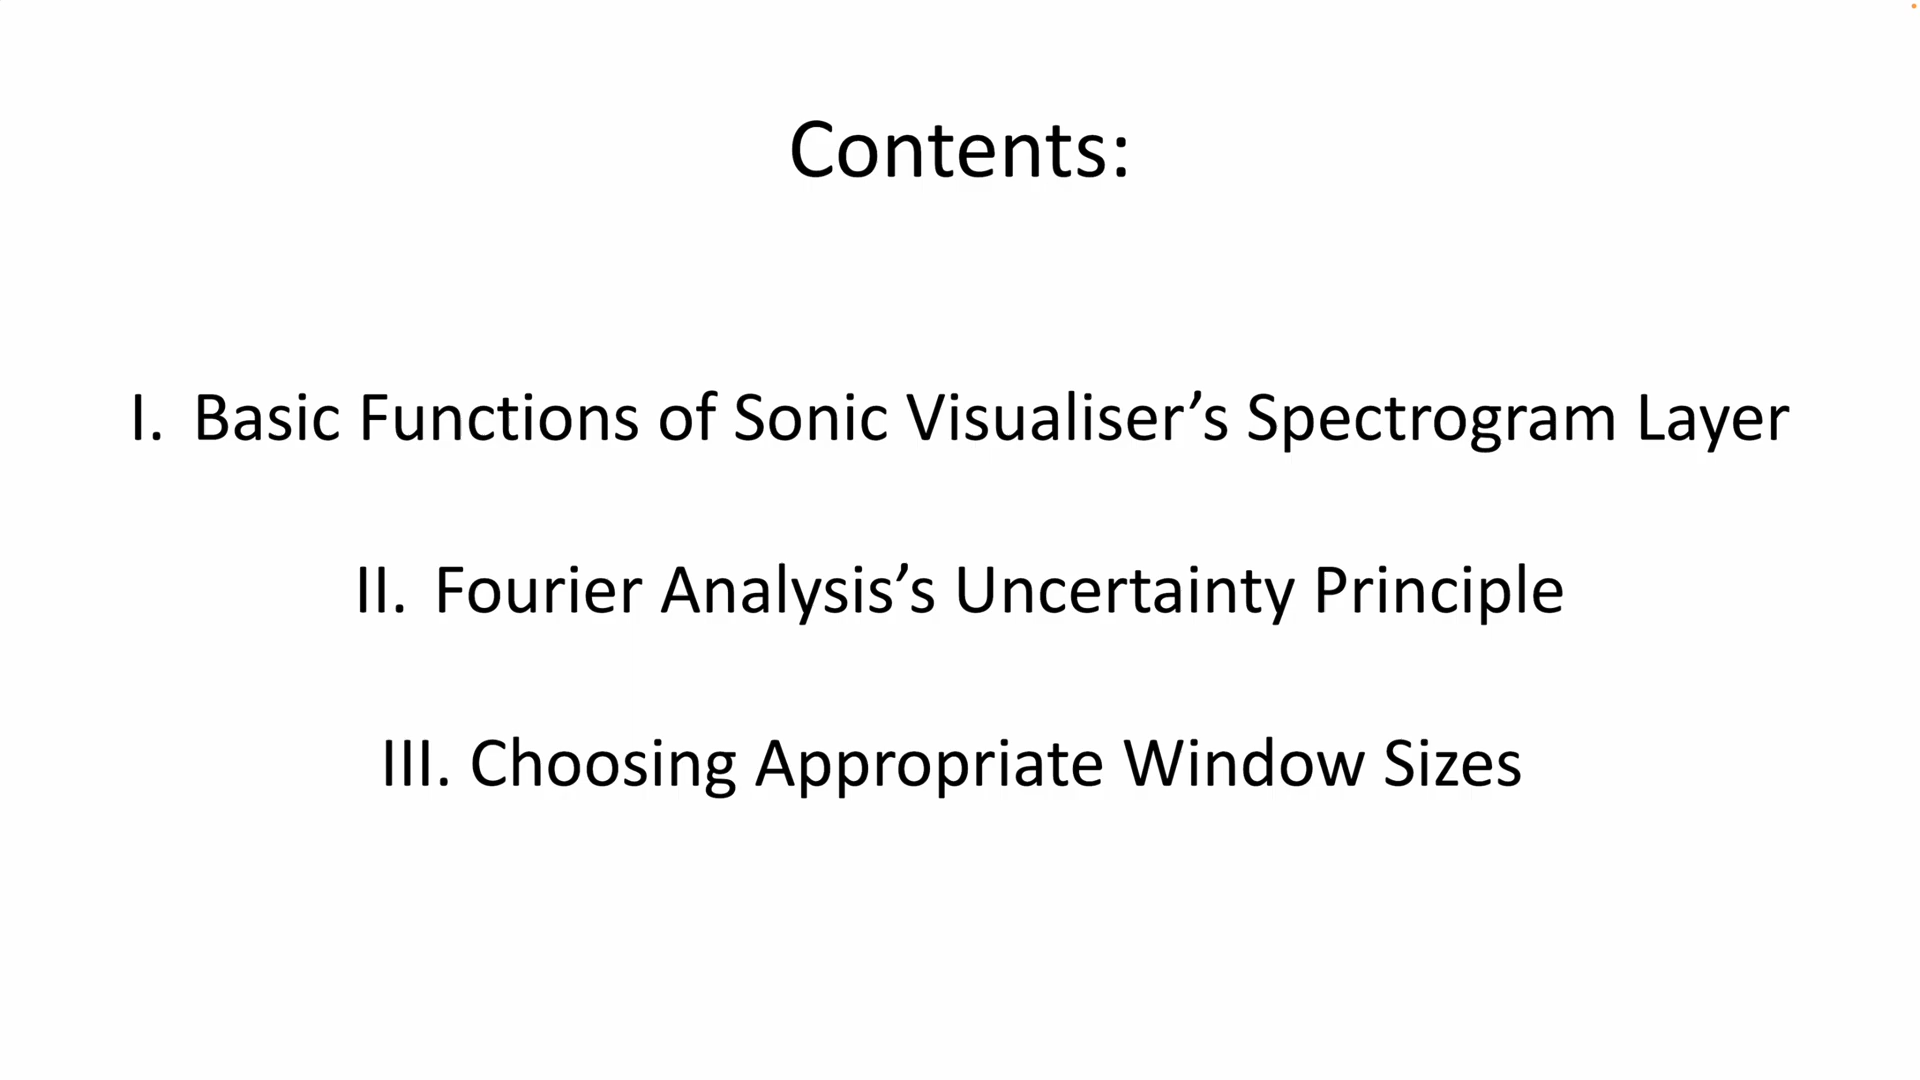 Contents:
I. Basic Functions of Sonic Visualiser’s Spectrogram Layer
II. Fourier Analysis’s Uncertainty Principle
III. Choosing Appropriate Window Sizes